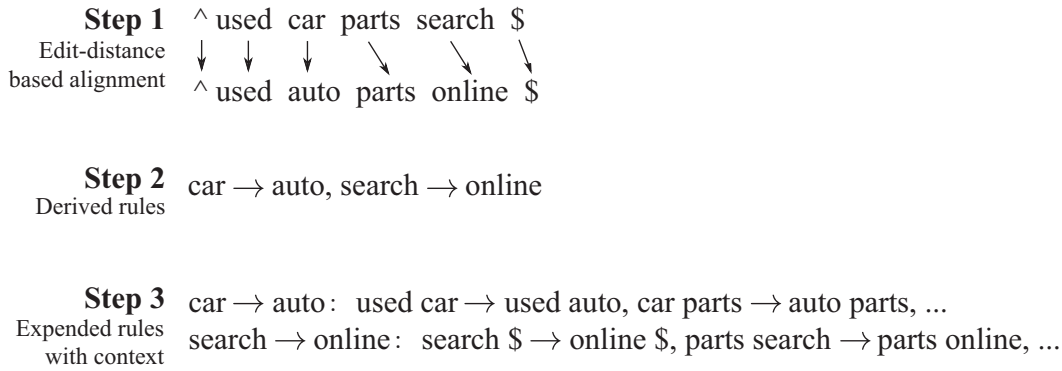 Step 1 ^ used car parts search $
Edit-distance
based alignment
^ used auto parts online $
Step 2 car → auto, search → online
Derived rules
Step 3 car → auto: used car → used auto, car parts → auto parts, ...
Expended rules
with context
search → online: search $ → online $, parts search → parts online, ...